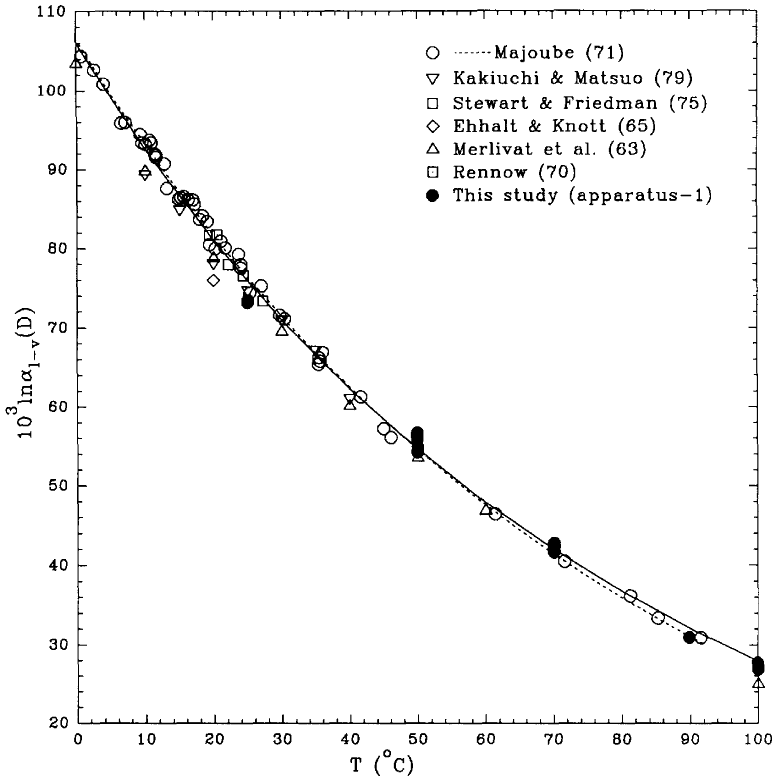 110
100
90
80
70
60
50
40
30
20
10³lnα₁₋ᵥ(D)
Majoube (71)
Kakiuchi & Matsuo (79)
Stewart & Friedman (75)
Ehhalt & Knott (65)
Merlivat et al. (63)
Rennow (70)
This study (apparatus-1)
0 10 20 30 40 50 60 70 80 90 100
T (°C)